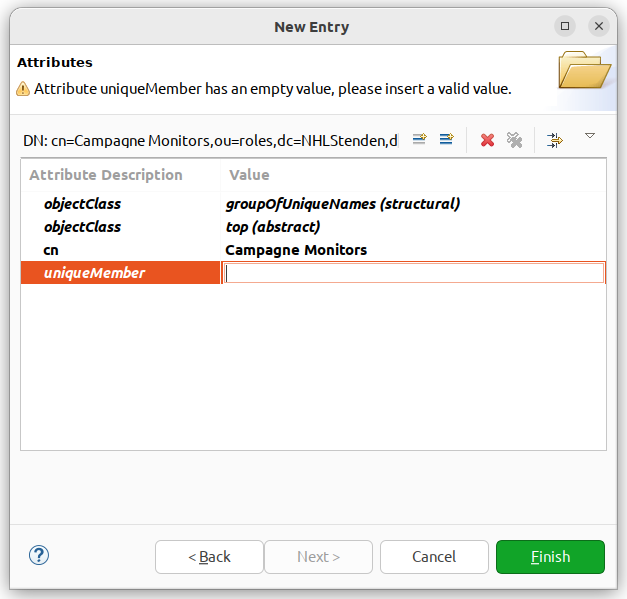 New Entry
Attributes
Attribute uniqueMember has an empty value, please insert a valid value.
DN: cn=Campagne Monitors,ou=roles,dc=NHLStenden,d
Attribute Description Value
objectClass groupOfUniqueNames (structural)
objectClass top (abstract)
cn Campagne Monitors
uniqueMember
< Back Next > Cancel Finish